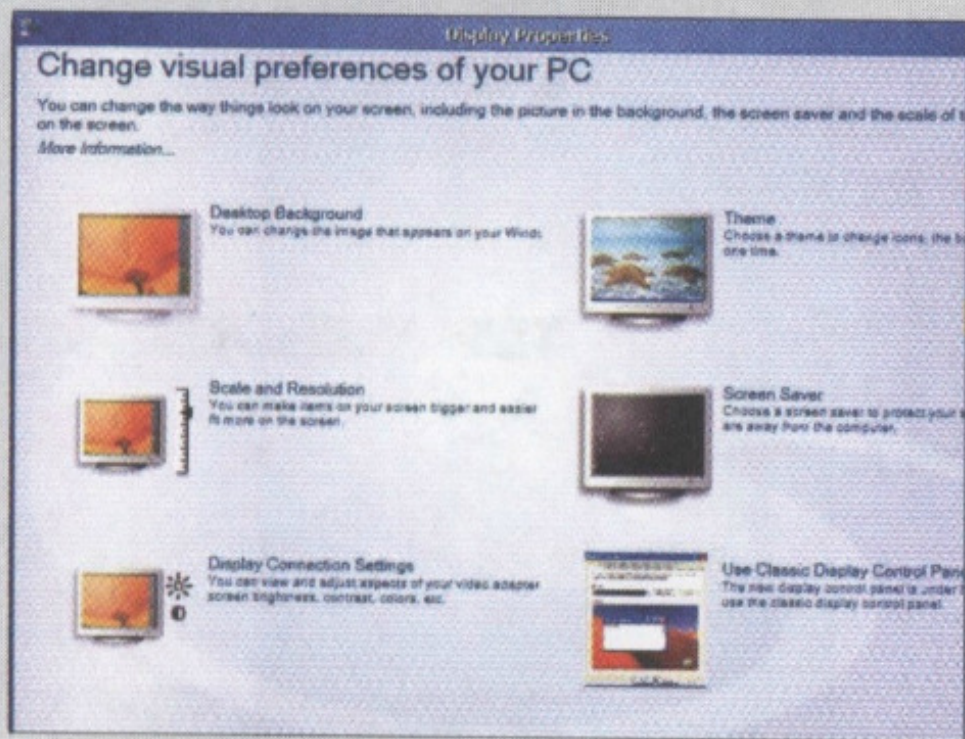 Display Properties
Change visual preferences of your PC
You can change the way things look on your screen, including the picture in the background, the screen saver and the scale of
on the screen.
More Information...
Desktop Background
You can change the image that appears on your Windo
Theme
Choose a theme to change icons, the
one time.
Scale and Resolution
You can make items on your screen bigger and easier
fit more on the screen.
Screen Saver
Choose a screen saver to protect your
are away from the computer.
Display Connection Settings
You can view and adjust aspects of your video adapter
screen brightness, contrast, colors, etc.
Use Classic Display Control Pane
The new display control panel is under
use the classic display control panel.